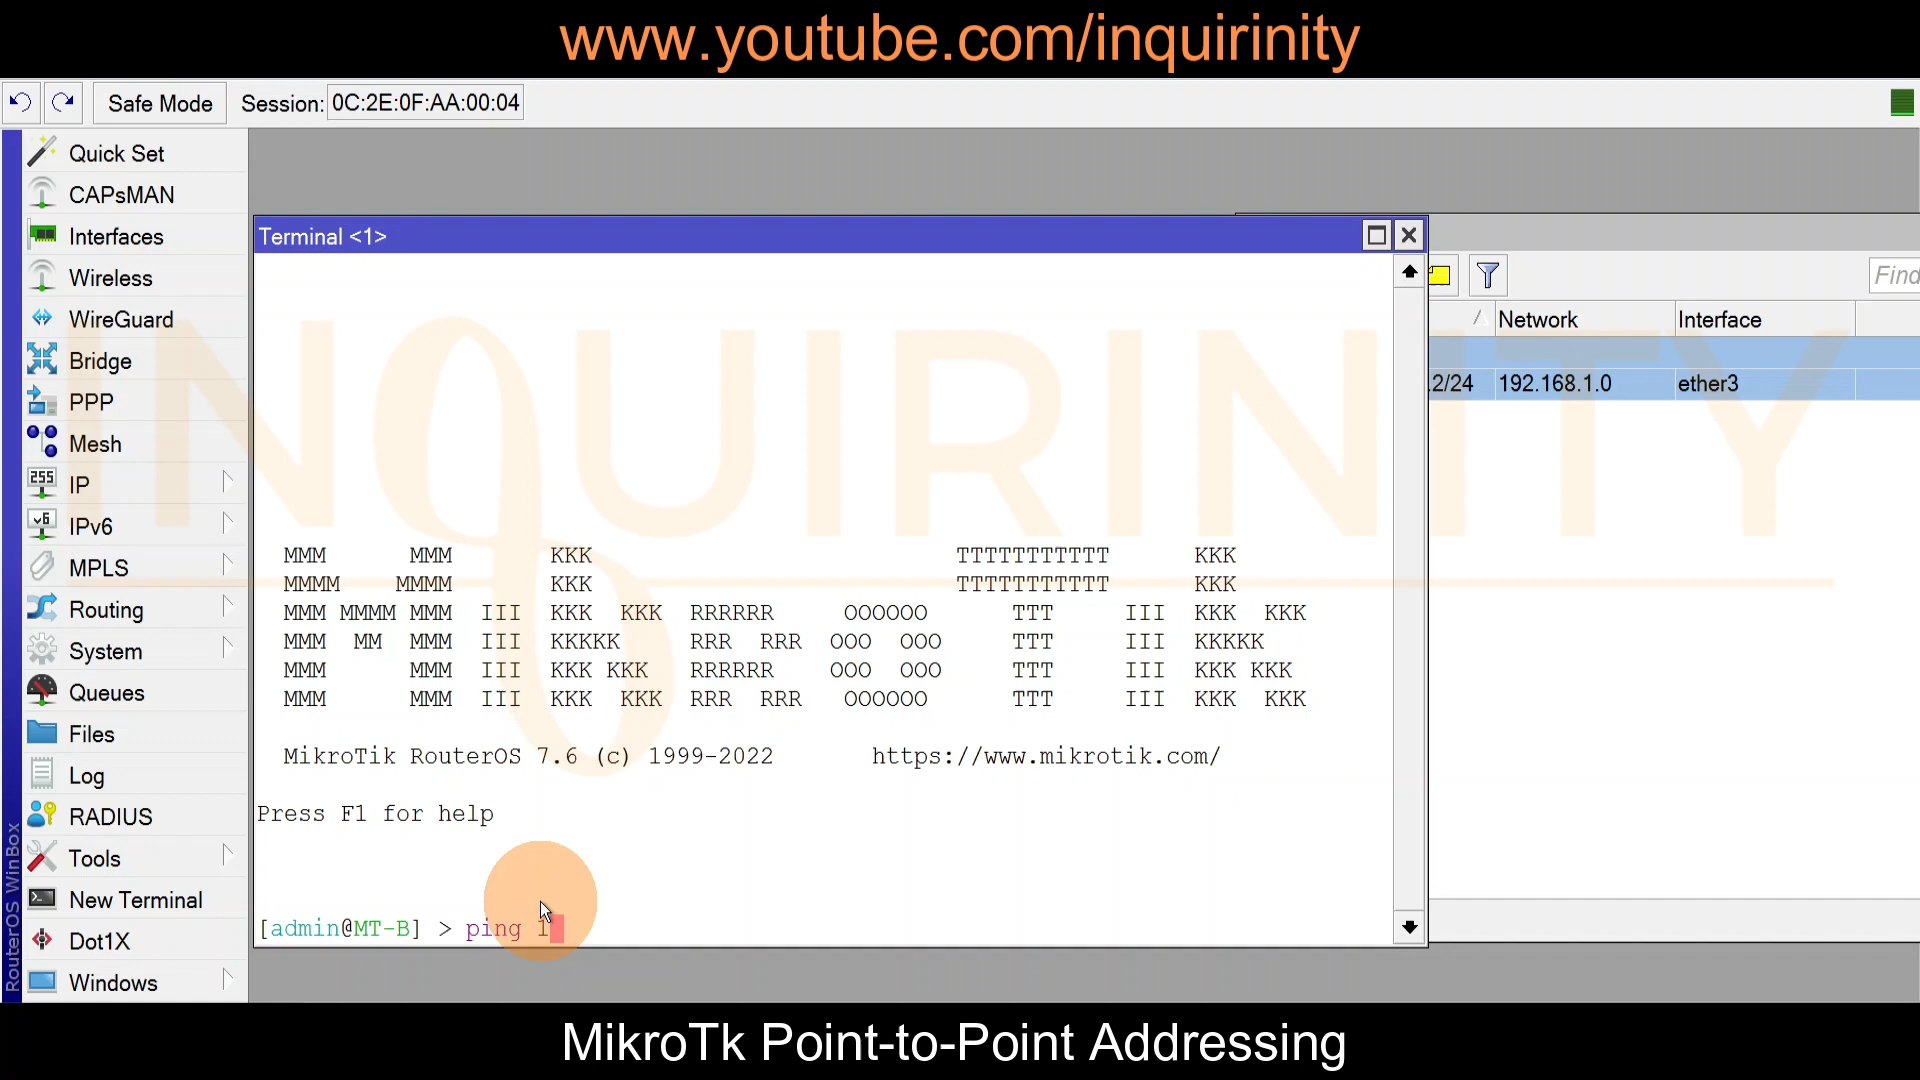 www.youtube.com/inquirinity
Safe Mode Session: 0C:2E:0F:AA:00:04
Quick Set
CAPsMAN
Interfaces
Wireless
WireGuard
Bridge
PPP
Mesh
255 IP
v6 IPv6
MPLS
Routing
System
Queues
Files
Log
RADIUS
Tools
New Terminal
Dot1X
Windows
RouterOS WinBox
Terminal <1>
MMM MMM KKK TTTTTTTTTTT KKK
MMMM MMMM KKK TTTTTTTTTTT KKK
MMM MMMM MMM III KKK KKK RRRRRR OOOOOO TTT III KKK KKK
MMM MM MMM III KKKKK RRR RRR OOO OOO TTT III KKKKK
MMM MMM III KKK KKK RRRRRR OOO OOO TTT III KKK KKK
MMM MMM III KKK KKK RRR RRR OOOOOO TTT III KKK KKK
MikroTik RouterOS 7.6 (c) 1999-2022 https://www.mikrotik.com/
Press F1 for help
[admin@MT-B] > ping 1
Find
Network Interface
.2/24 192.168.1.0 ether3
INQUIRINITY
MikroTk Point-to-Point Addressing